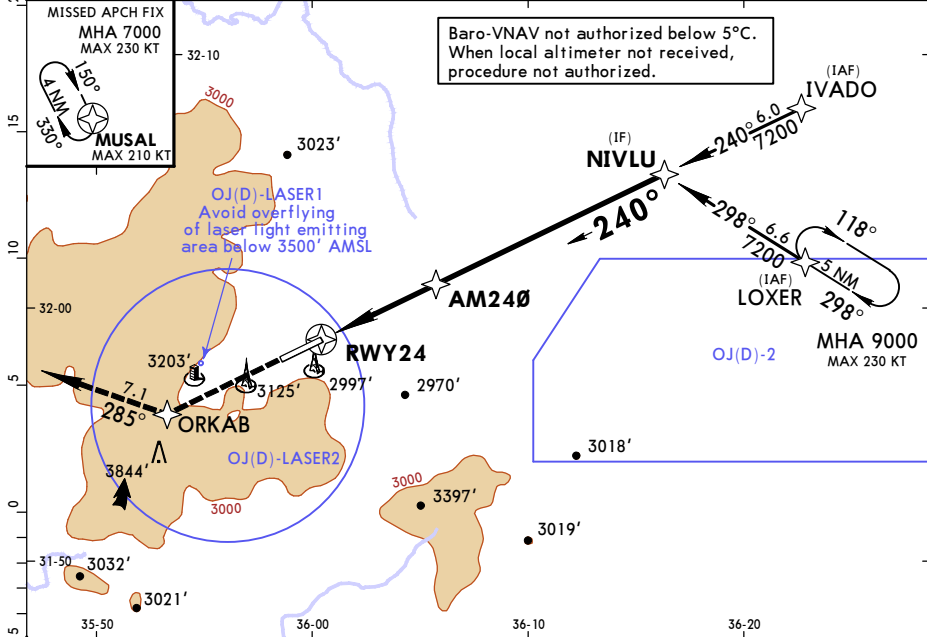 MISSED APCH FIX
MHA 7000
MAX 230 KT
150°
4 NM
330°
MUSAL
MAX 210 KT
Baro-VNAV not authorized below 5°C.
When local altimeter not received,
procedure not authorized.
32-10
3000
15
3023'
(IAF)
IVADO
240° 6.0
7200
(IF)
NIVLU
240°
OJ(D)-LASER1
Avoid overflying
of laser light emitting
area below 3500' AMSL
298° 6.6
7200
118°
5 NM
298°
(IAF)
LOXER
MHA 9000
MAX 230 KT
10
AM240
32-00
RWY24
OJ(D)-2
3203'
3125'
2997'
2970'
5
7.1
285°
ORKAB
OJ(D)-LASER2
3844'
3018'
3000
3000
3397'
0
3019'
31-50
3032'
3021'
5
35-50
36-00
36-10
36-20